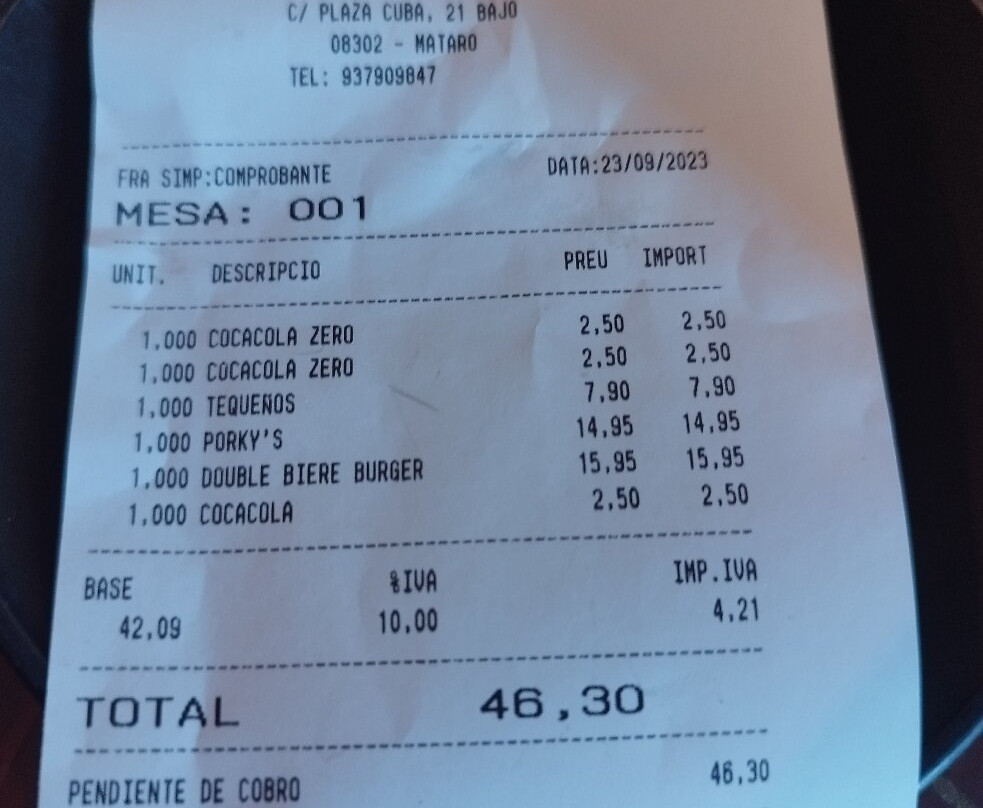 C/ PLAZA CUBA, 21 BAJO
08302 - MATARO
TEL: 937909847
FRA SIMP:COMPROBANTE DATA:23/09/2023
MESA: 001
UNIT. DESCRIPCIO PREU IMPORT
1,000 COCACOLA ZERO 2,50 2,50
1,000 COCACOLA ZERO 2,50 2,50
1,000 TEQUEÑOS 7,90 7,90
1,000 PORKY'S 14,95 14,95
1,000 DOUBLE BIERE BURGER 15,95 15,95
1,000 COCACOLA 2,50 2,50
BASE %IVA IMP.IVA
42,09 10,00 4,21
TOTAL 46,30
PENDIENTE DE COBRO 46,30